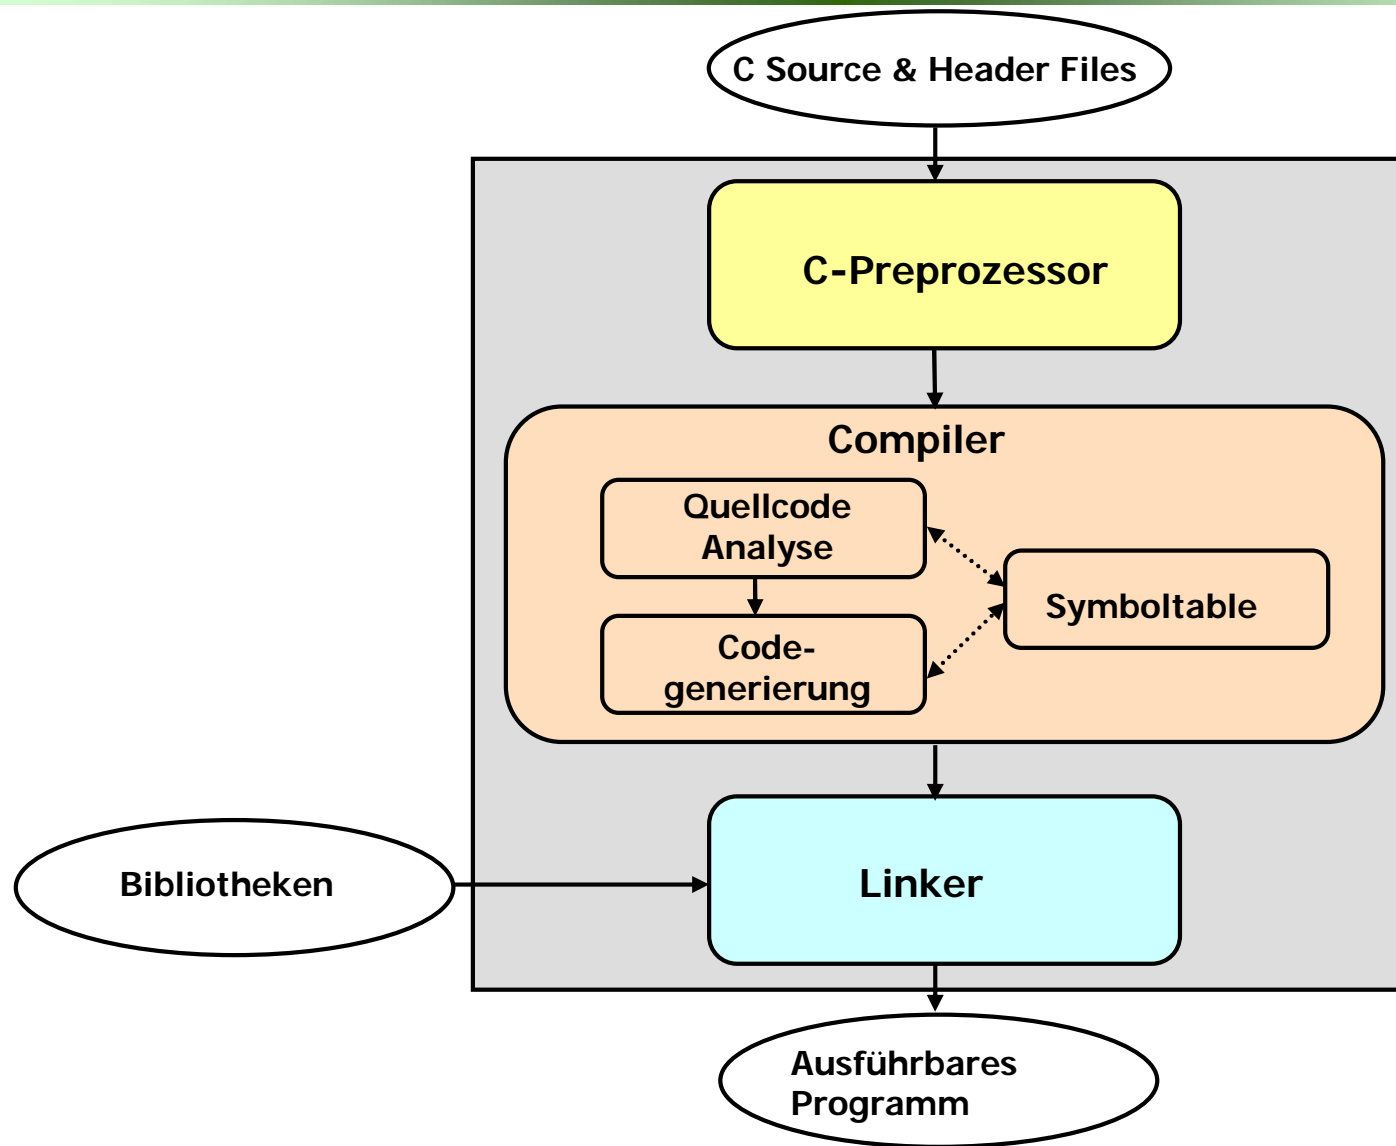 C Source & Header Files
C-Preprozessor
Compiler
Quellcode
Analyse
Symboltable
Code-
generierung
Bibliotheken
Linker
Ausführbares
Programm